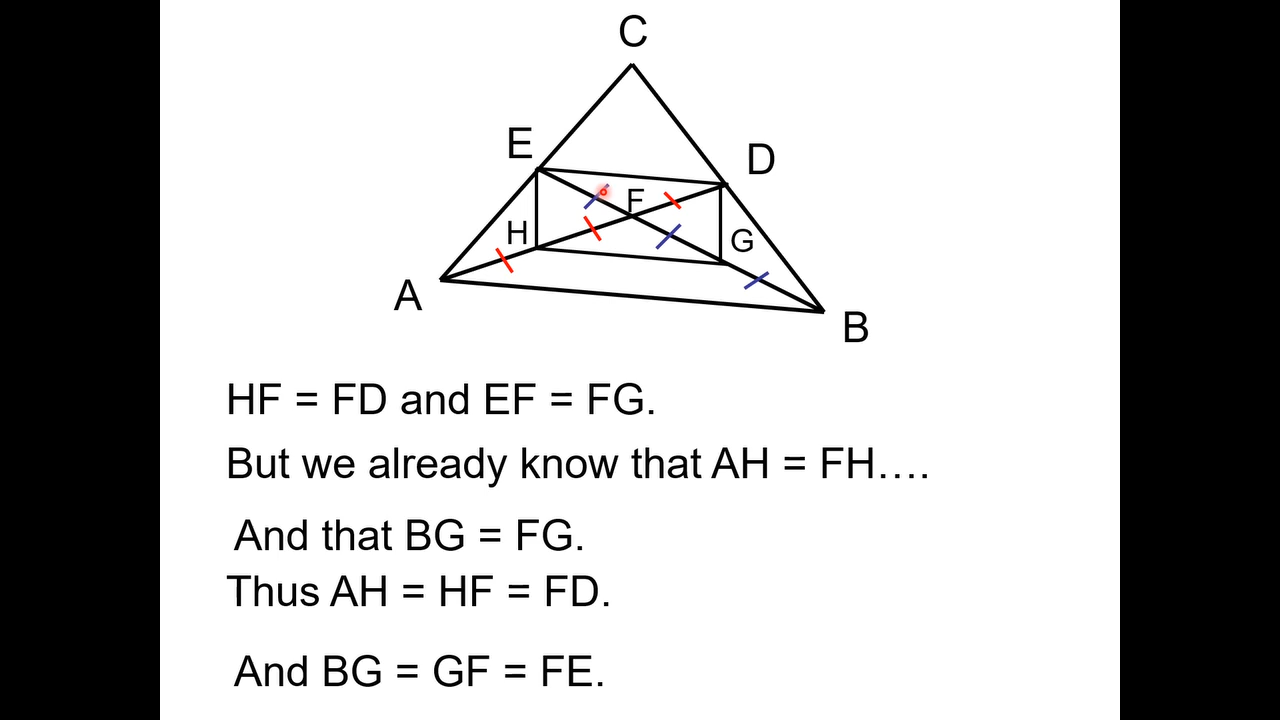 C
E
D
F
H
G
A
B
HF = FD and EF = FG.
But we already know that AH = FH….
And that BG = FG.
Thus AH = HF = FD.
And BG = GF = FE.